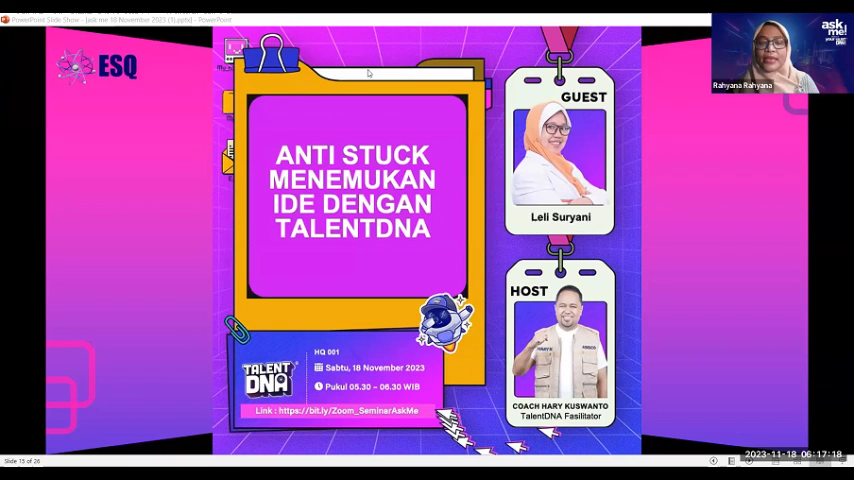 PowerPoint Slide Show - [ask me 18 November 2023 (1).pptx] - PowerPoint
ESQ
ask
me!
Rahyana Rahyana
ANTI STUCK
MENEMUKAN
IDE DENGAN
TALENTDNA
GUEST
Leli Suryani
HOST
COACH HARY KUSWANTO
TalentDNA Fasilitator
HQ 001
TALENT
DNA
Sabtu, 18 November 2023
Pukul 05.30 - 06.30 WIB
Link : https://bit.ly/Zoom_SeminarAskMe
Slide 15 of 26
2023-11-18 06:17:18